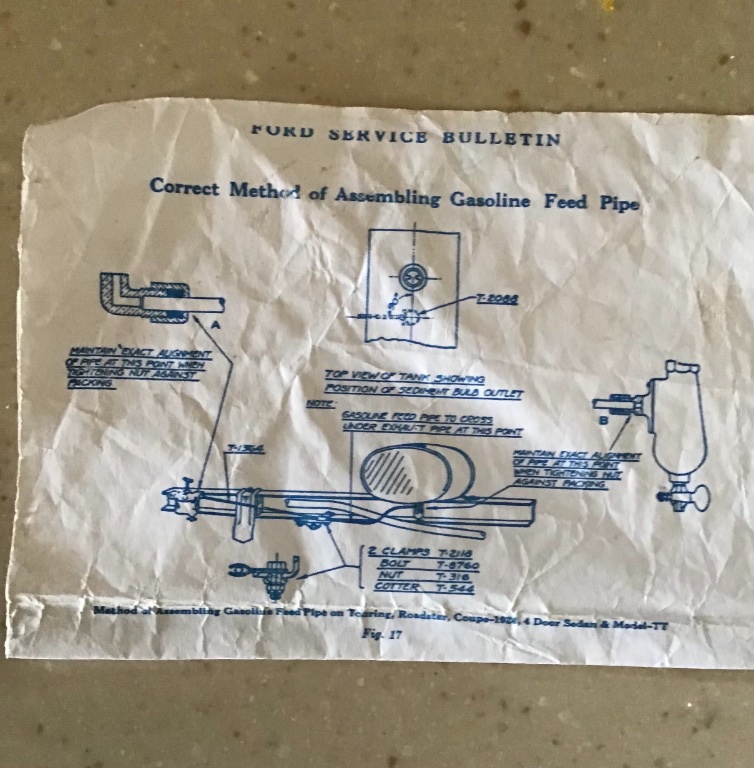 FORD SERVICE BULLETIN
Correct Method of Assembling Gasoline Feed Pipe
T-2088
A
MAINTAIN EXACT ALIGNMENT
OF PIPE AT THIS POINT WHEN
TIGHTENING NUT AGAINST
PACKING
TOP VIEW OF TANK SHOWING
POSITION OF SEDIMENT BULB OUTLET
NOTE:
GASOLINE FEED PIPE TO CROSS
UNDER EXHAUST PIPE AT THIS POINT
B
MAINTAIN EXACT ALIGNMENT
OF PIPE AT THIS POINT
WHEN TIGHTENING NUT
AGAINST PACKING
2 CLAMPS T-2118
BOLT T-8760
NUT T-316
COTTER T-544
Method of Assembling Gasoline Feed Pipe on Touring, Roadster, Coupe-1924, 4 Door Sedan & Model-TT
Fig. 17